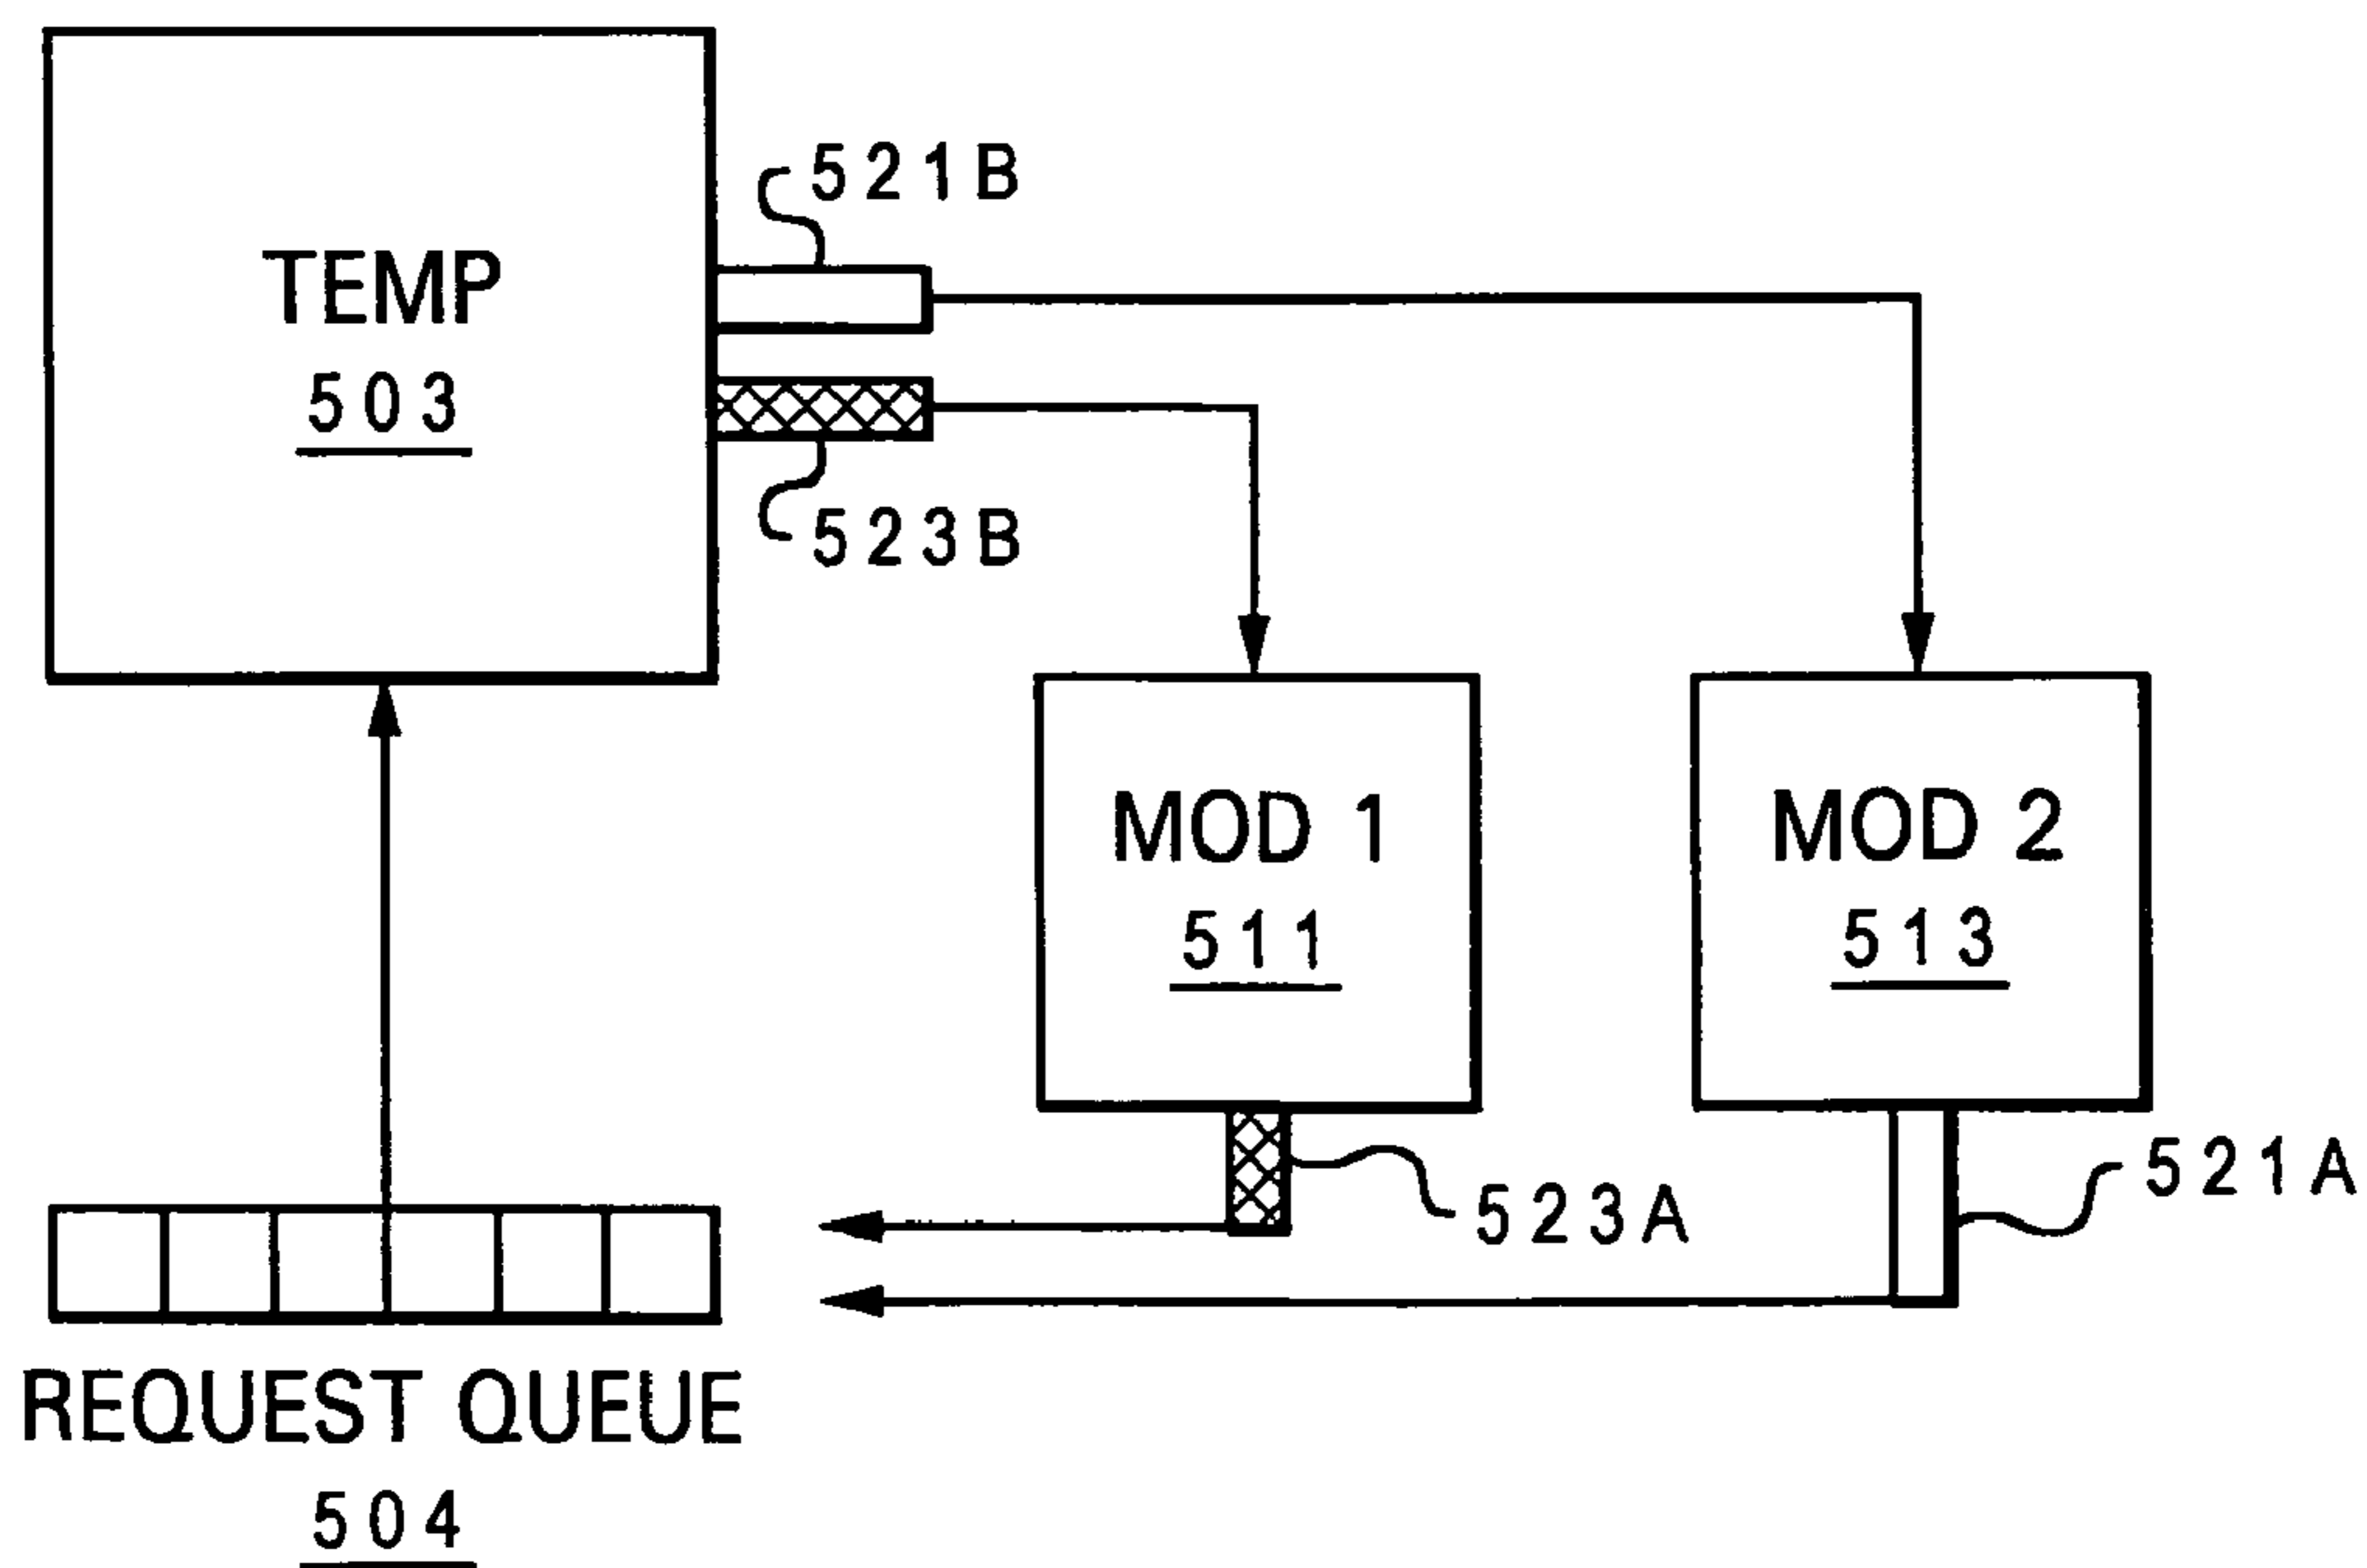 521B
TEMP
503
523B
MOD 1
511
MOD 2
513
523A
521A
REQUEST QUEUE
504